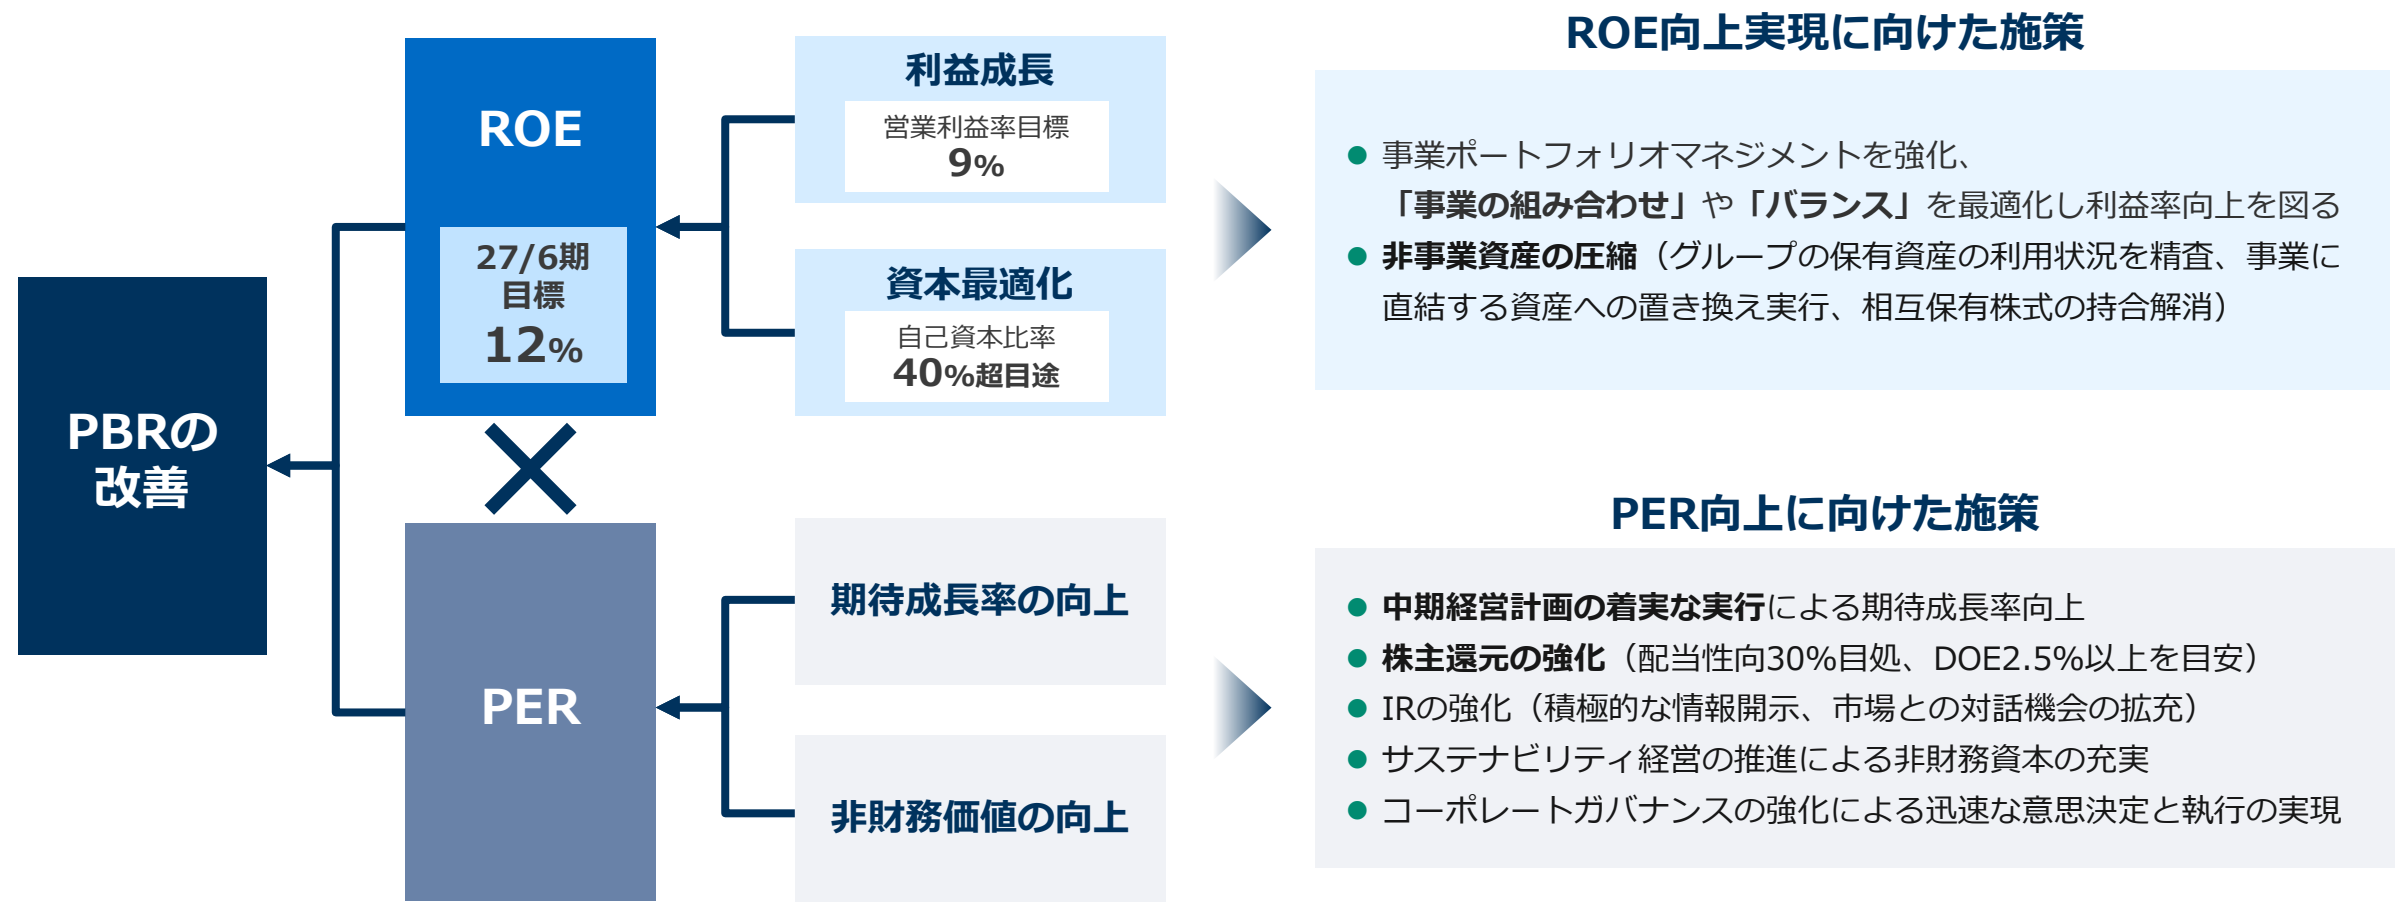 PBRの
改善
ROE
27/6期
目標
12%
PER
利益成長
営業利益率目標
9%
資本最適化
自己資本比率
40%超目途
期待成長率の向上
非財務価値の向上
ROE向上実現に向けた施策
● 事業ポートフォリオマネジメントを強化、
「事業の組み合わせ」や「バランス」を最適化し利益率向上を図る
● 非事業資産の圧縮（グループの保有資産の利用状況を精査、事業に
直結する資産への置き換え実行、相互保有株式の持合解消）
PER向上に向けた施策
● 中期経営計画の着実な実行による期待成長率向上
● 株主還元の強化（配当性向30%目処、DOE2.5%以上を目安）
● IRの強化（積極的な情報開示、市場との対話機会の拡充）
● サステナビリティ経営の推進による非財務資本の充実
● コーポレートガバナンスの強化による迅速な意思決定と執行の実現